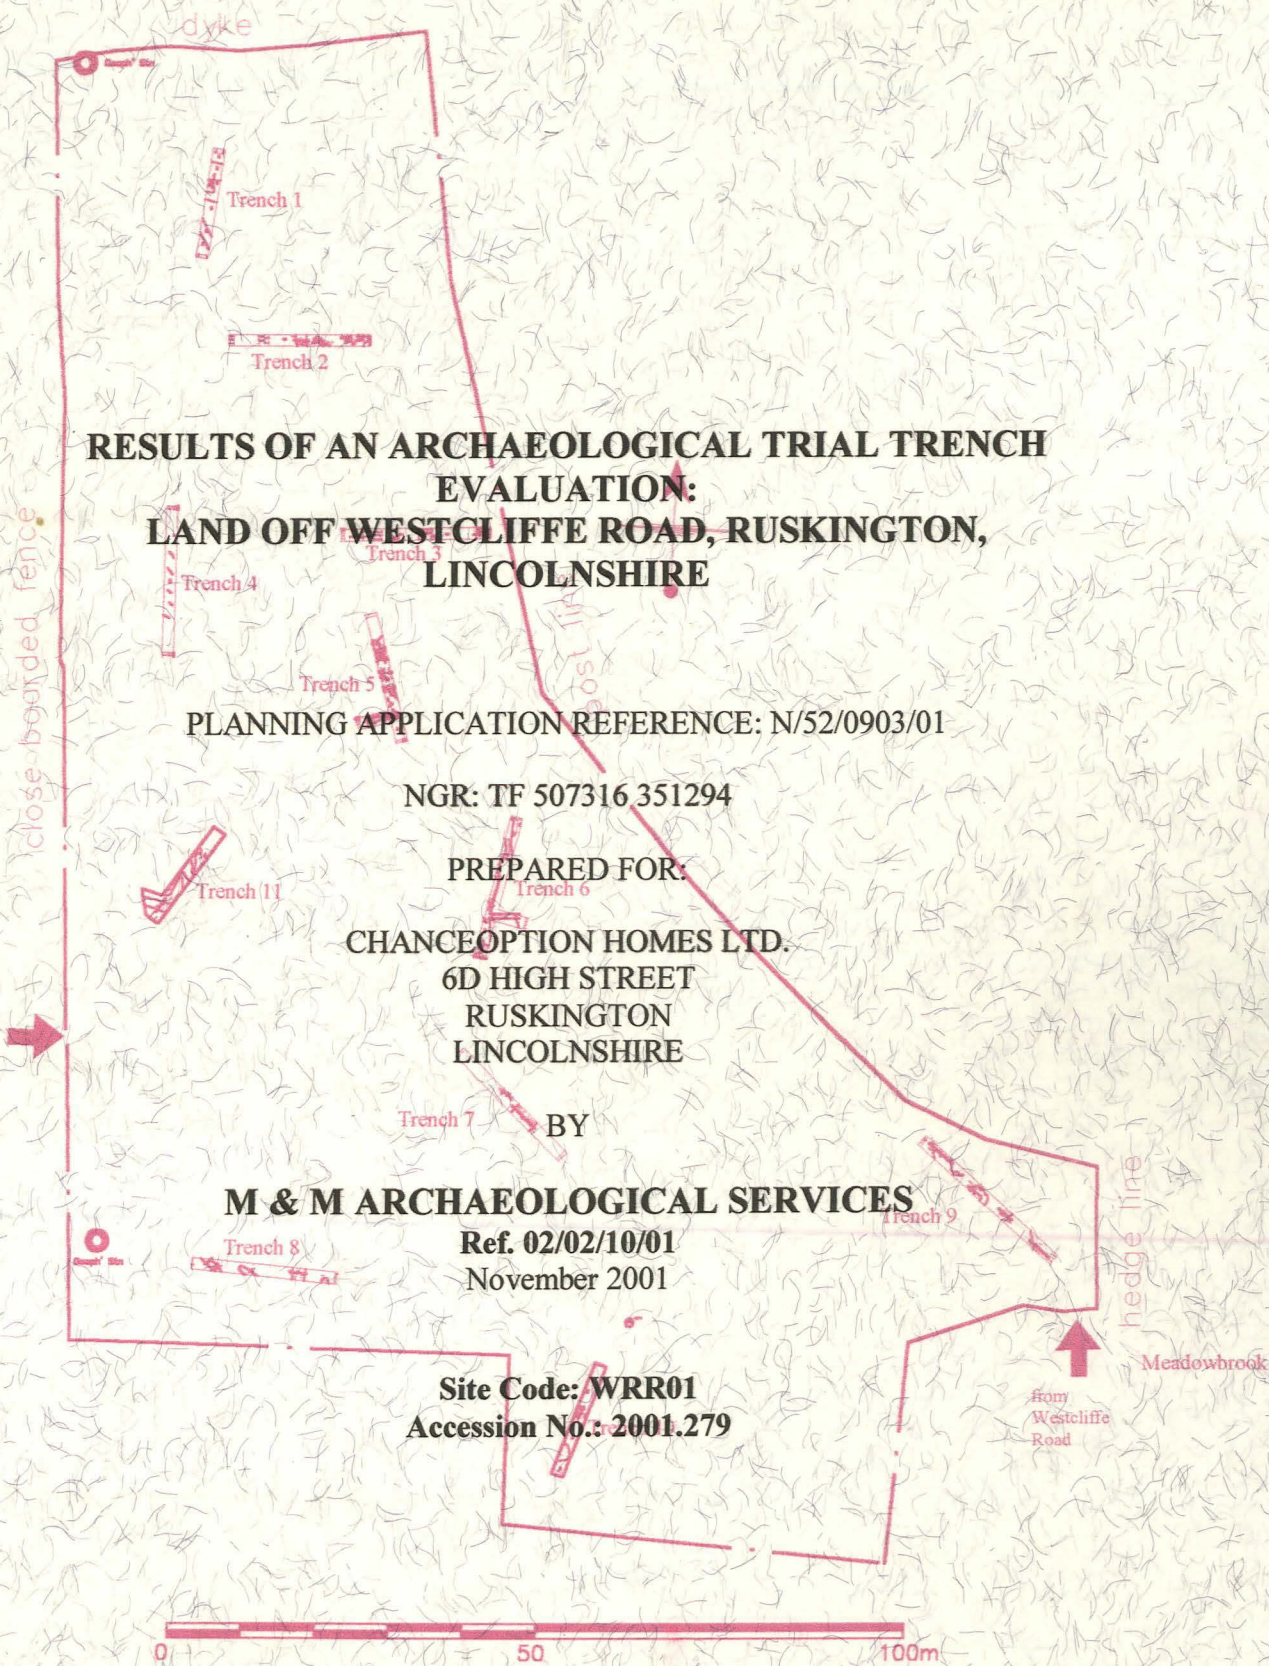 dyke
Trench 1
Trench 2
RESULTS OF AN ARCHAEOLOGICAL TRIAL TRENCH
EVALUATION:
LAND OFF WESTCLIFFE ROAD, RUSKINGTON,
LINCOLNSHIRE
Trench 3
Trench 4
close boarded fence
post line
Trench 5
PLANNING APPLICATION REFERENCE: N/52/0903/01
NGR: TF 507316 351294
PREPARED FOR:
Trench 11
Trench 6
CHANCEOPTION HOMES LTD.
6D HIGH STREET
RUSKINGTON
LINCOLNSHIRE
Trench 7
BY
M & M ARCHAEOLOGICAL SERVICES
Trench 9
hedge line
Ref. 02/02/10/01
Trench 8
November 2001
Meadowbrook
Site Code: WRR01
from
Westcliffe
Road
Accession No.: 2001.279
0 50 100m